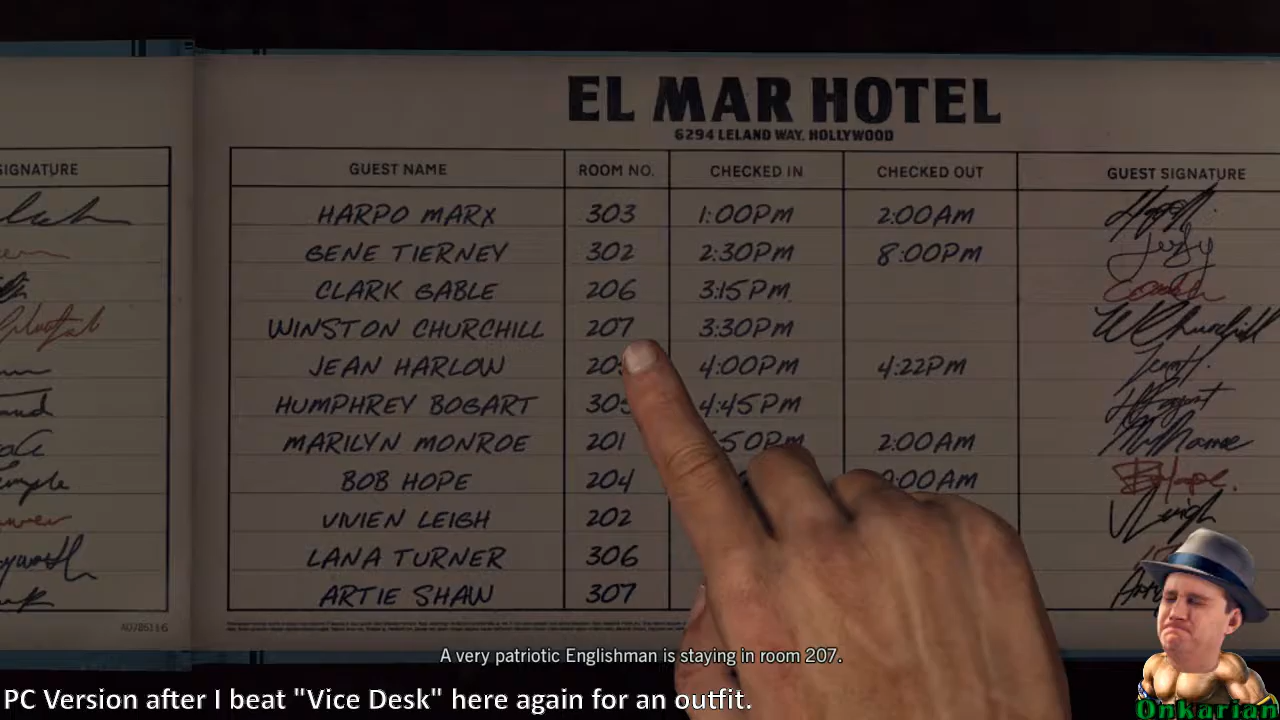 EL MAR HOTEL
6294 LELAND WAY, HOLLYWOOD
SIGNATURE
GUEST NAME ROOM NO. CHECKED IN CHECKED OUT GUEST SIGNATURE
HARPO MARX 303 1:00PM 2:00AM
GENE TIERNEY 302 2:30PM 8:00PM
CLARK GABLE 206 3:15PM
WINSTON CHURCHILL 207 3:30PM WChurchill
JEAN HARLOW 4:00PM 4:22PM
HUMPHREY BOGART 4:45PM
MARILYN MONROE 201 2:00AM
BOB HOPE 204
VIVIEN LEIGH 202 VLeigh
LANA TURNER 306
ARTIE SHAW 307
A very patriotic Englishman is staying in room 207.
PC Version after I beat "Vice Desk" here again for an outfit.
Onkarian